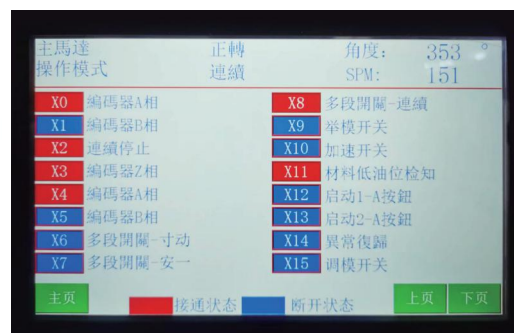 主馬達 正轉 角度: 353 °
操作模式 連續 SPM: 151
X0 編碼器A相 X8 多段開關-連續
X1 編碼器B相 X9 举模开关
X2 連續停止 X10 加速开关
X3 編碼器Z相 X11 材料低油位检知
X4 編碼器A相 X12 启动1-A按鈕
X5 編碼器B相 X13 启动2-A按鈕
X6 多段開關-寸动 X14 異常復歸
X7 多段開關-安一 X15 调模开关
主页 接通状态 断开状态 上页 下页